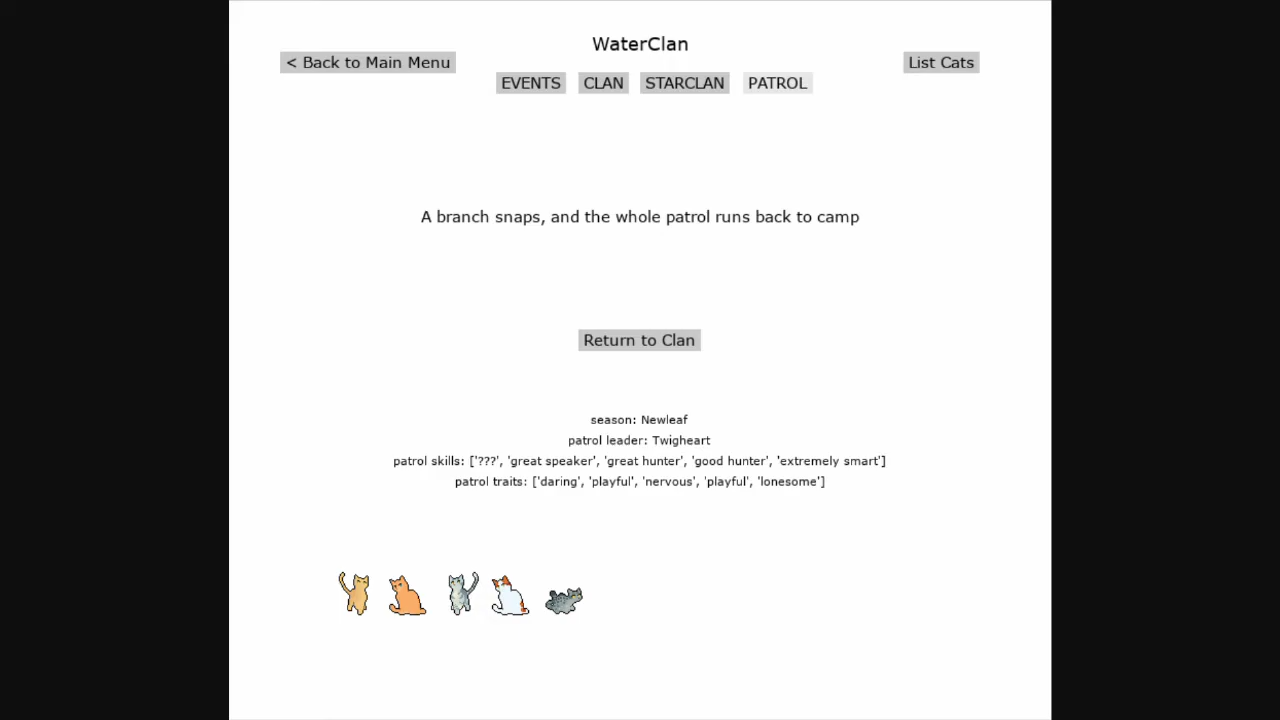 WaterClan
< Back to Main Menu
List Cats
EVENTS CLAN STARCLAN PATROL
A branch snaps, and the whole patrol runs back to camp
Return to Clan
season: Newleaf
patrol leader: Twigheart
patrol skills: ['???', 'great speaker', 'great hunter', 'good hunter', 'extremely smart']
patrol traits: ['daring', 'playful', 'nervous', 'playful', 'lonesome']